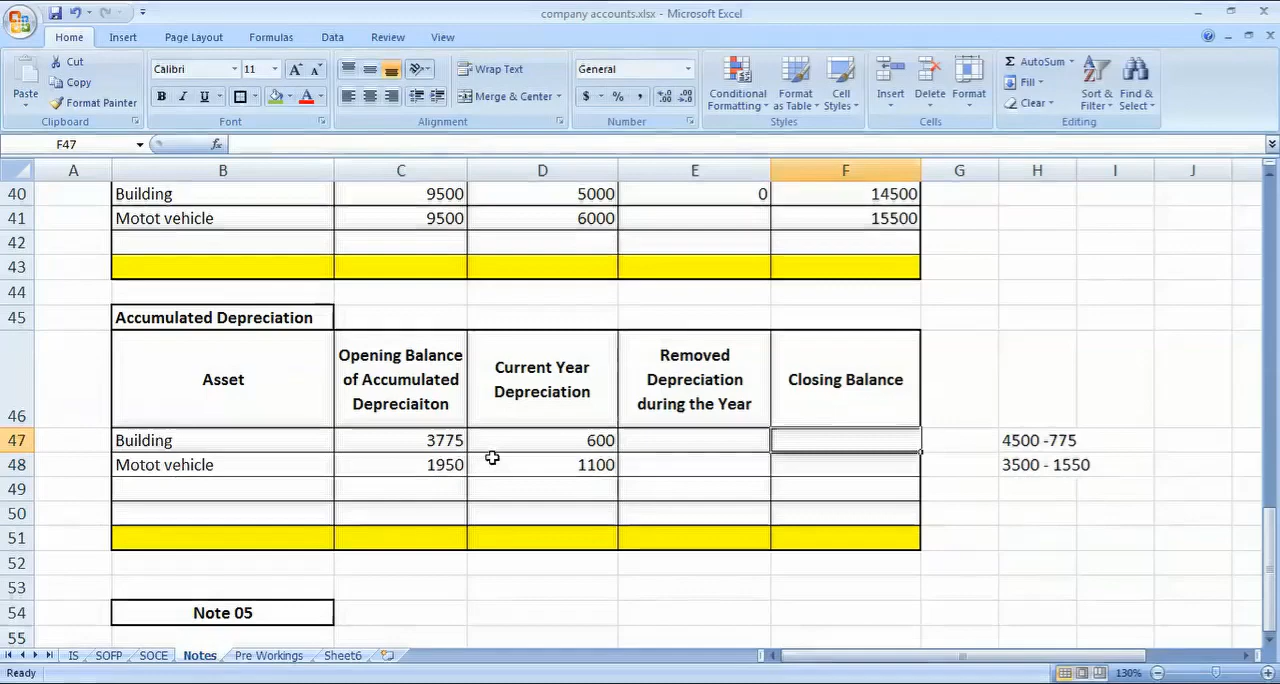 company accounts.xlsx - Microsoft Excel
Home Insert Page Layout Formulas Data Review View
Paste
Cut
Copy
Format Painter
Clipboard
Calibri 11 A A
B I U A
Font
Wrap Text
Merge & Center
Alignment
General
$ % , .0 .00 .00 .0
Number
Conditional Formatting
Format as Table
Cell Styles
Styles
Insert Delete Format
Cells
Σ AutoSum
Fill
Clear
Sort & Filter
Find & Select
Editing
F47 fx
A B C D E F G H I J
40 Building 9500 5000 0 14500
41 Motot vehicle 9500 6000 15500
42
43
44
45 Accumulated Depreciation
46 Asset Opening Balance of Accumulated Depreciaiton Current Year Depreciation Removed Depreciation during the Year Closing Balance
47 Building 3775 600 4500 -775
48 Motot vehicle 1950 1100 3500 - 1550
49
50
51
52
53
54 Note 05
55
IS SOFP SOCE Notes Pre Workings Sheet6
Ready 130%